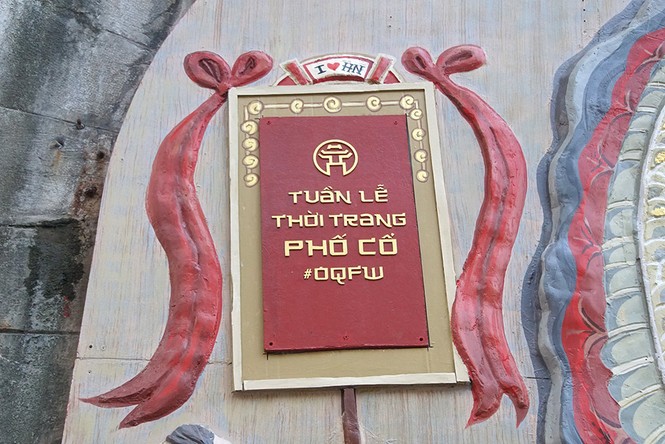 I ❤ HN
TUẦN LỄ
THỜI TRANG
PHỐ CỔ
#OQFW